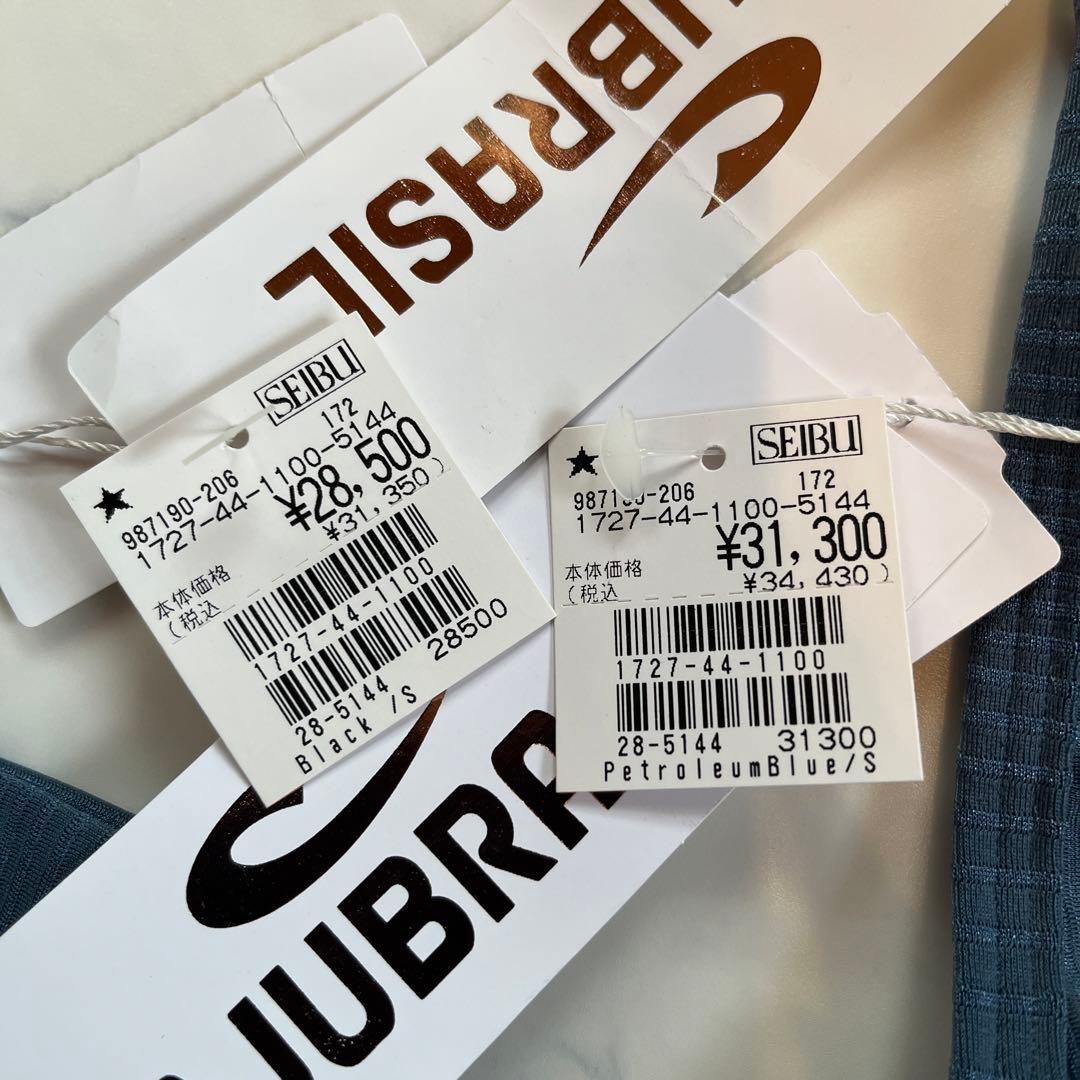 UBRASIL
SEIBU
172
★ 987190-206
1727-44-1100-5144
¥28,500
本体価格
(税込 ¥31,350)
1727-44-1100
28-5144 28500
Black /S
SEIBU
172
★ 1727-44-1100-5144
¥31,300
本体価格
(税込 ¥34,430)
1727-44-1100
28-5144 31300
PetroleumBlue/S
UBRA